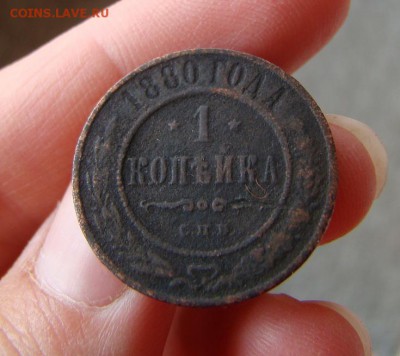 COINS.LAVE.RU
1880 ГОДА
* 1 *
КОПѢЙКА
С.П.Б.